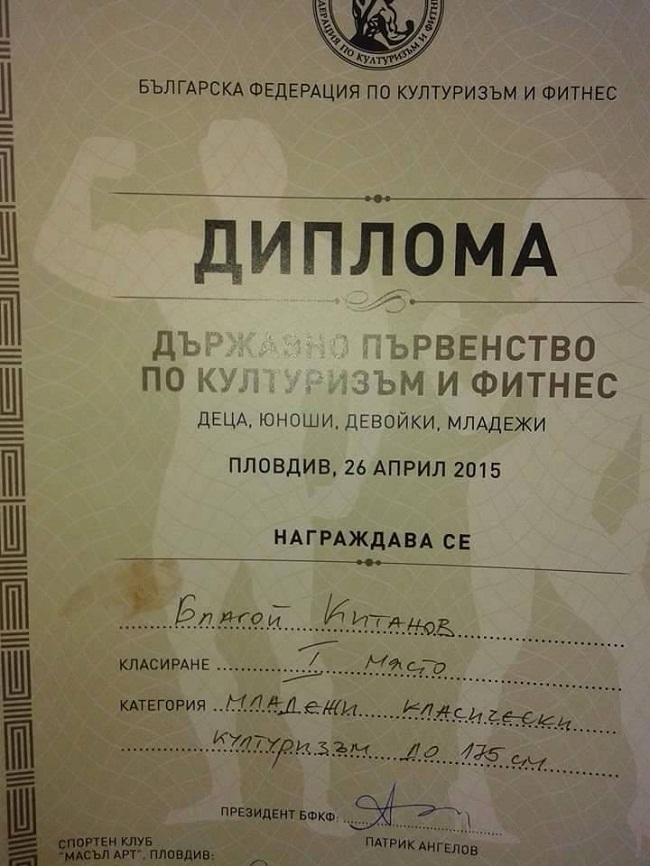 ФЕДЕРАЦИЯ ПО КУЛТУРИЗЪМ И ФИТНЕС
БЪЛГАРСКА ФЕДЕРАЦИЯ ПО КУЛТУРИЗЪМ И ФИТНЕС
ДИПЛОМА
ДЪРЖАВНО ПЪРВЕНСТВО
ПО КУЛТУРИЗЪМ И ФИТНЕС
ДЕЦА, ЮНОШИ, ДЕВОЙКИ, МЛАДЕЖИ
ПЛОВДИВ, 26 АПРИЛ 2015
НАГРАЖДАВА СЕ
Благой Китанов
КЛАСИРАНЕ I място
КАТЕГОРИЯ МЛАДЕЖИ КЛАСИЧЕСКИ
КУЛТУРИЗЪМ ДО 175 СМ
ПРЕЗИДЕНТ БФКФ:
ПАТРИК АНГЕЛОВ
СПОРТЕН КЛУБ
"МАСЪЛ АРТ", ПЛОВДИВ: